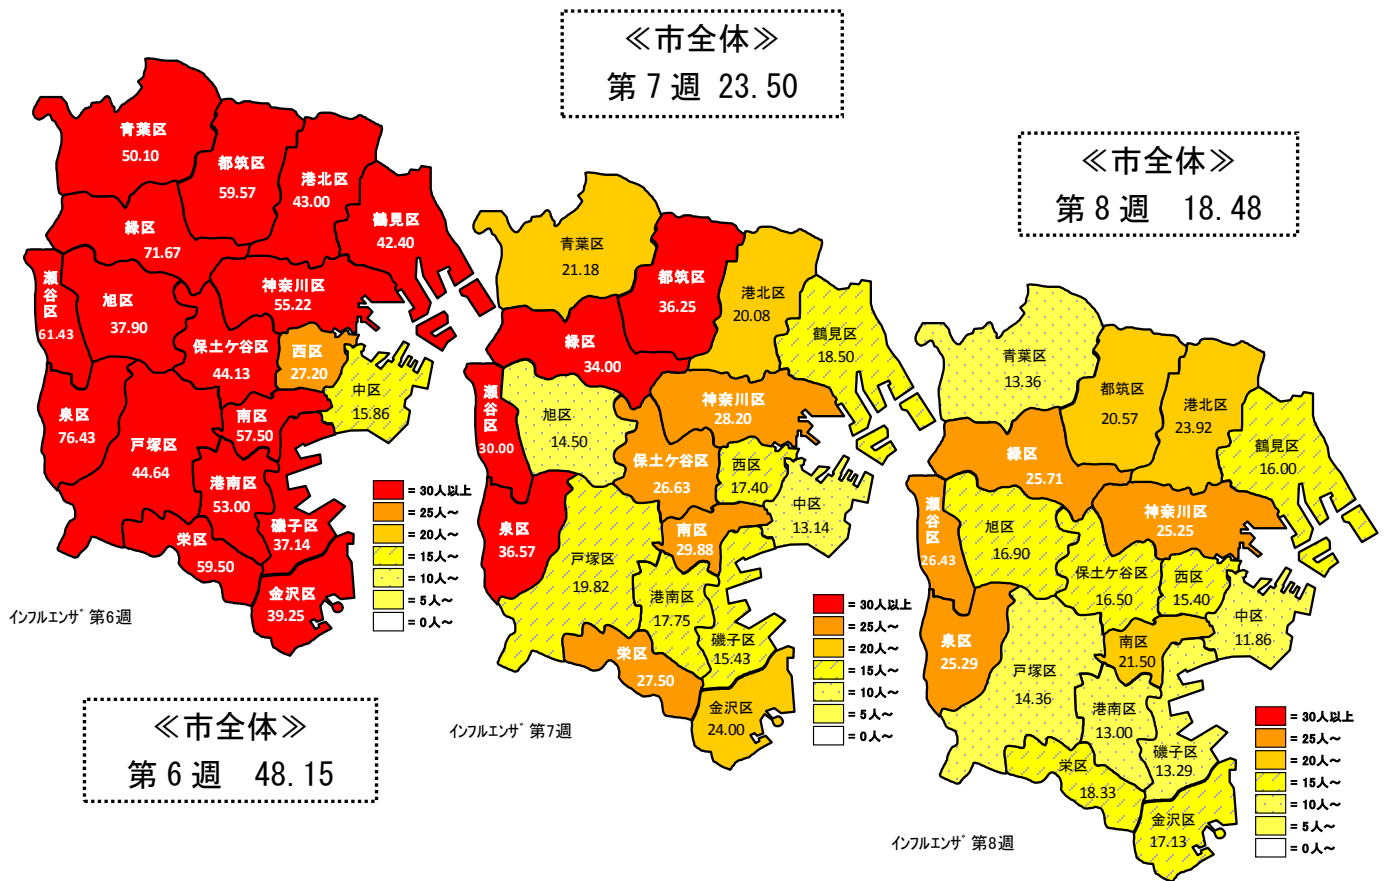 ≪市全体≫
第７週 23.50
≪市全体≫
第８週　18.48
≪市全体≫
第６週　48.15
青葉区
50.10
都筑区
59.57
港北区
43.00
鶴見区
42.40
緑区
71.67
瀬谷区
61.43
旭区
37.90
神奈川区
55.22
保土ケ谷区
44.13
西区
27.20
中区
15.86
泉区
76.43
戸塚区
44.64
南区
57.50
港南区
53.00
磯子区
37.14
栄区
59.50
金沢区
39.25
= 30人以上
= 25人～
= 20人～
= 15人～
= 10人～
= 5人～
= 0人～
インフルエンザ 第6週
青葉区
21.18
都筑区
36.25
港北区
20.08
鶴見区
18.50
緑区
34.00
瀬谷区
30.00
旭区
14.50
神奈川区
28.20
保土ケ谷区
26.63
西区
17.40
中区
13.14
泉区
36.57
戸塚区
19.82
南区
29.88
港南区
17.75
磯子区
15.43
栄区
27.50
金沢区
24.00
= 30人以上
= 25人～
= 20人～
= 15人～
= 10人～
= 5人～
= 0人～
インフルエンザ 第7週
青葉区
13.36
都筑区
20.57
港北区
23.92
鶴見区
16.00
緑区
25.71
瀬谷区
26.43
旭区
16.90
神奈川区
25.25
保土ケ谷区
16.50
西区
15.40
中区
11.86
泉区
25.29
戸塚区
14.36
南区
21.50
港南区
13.00
磯子区
13.29
栄区
18.33
金沢区
17.13
= 30人以上
= 25人～
= 20人～
= 15人～
= 10人～
= 5人～
= 0人～
インフルエンザ 第8週